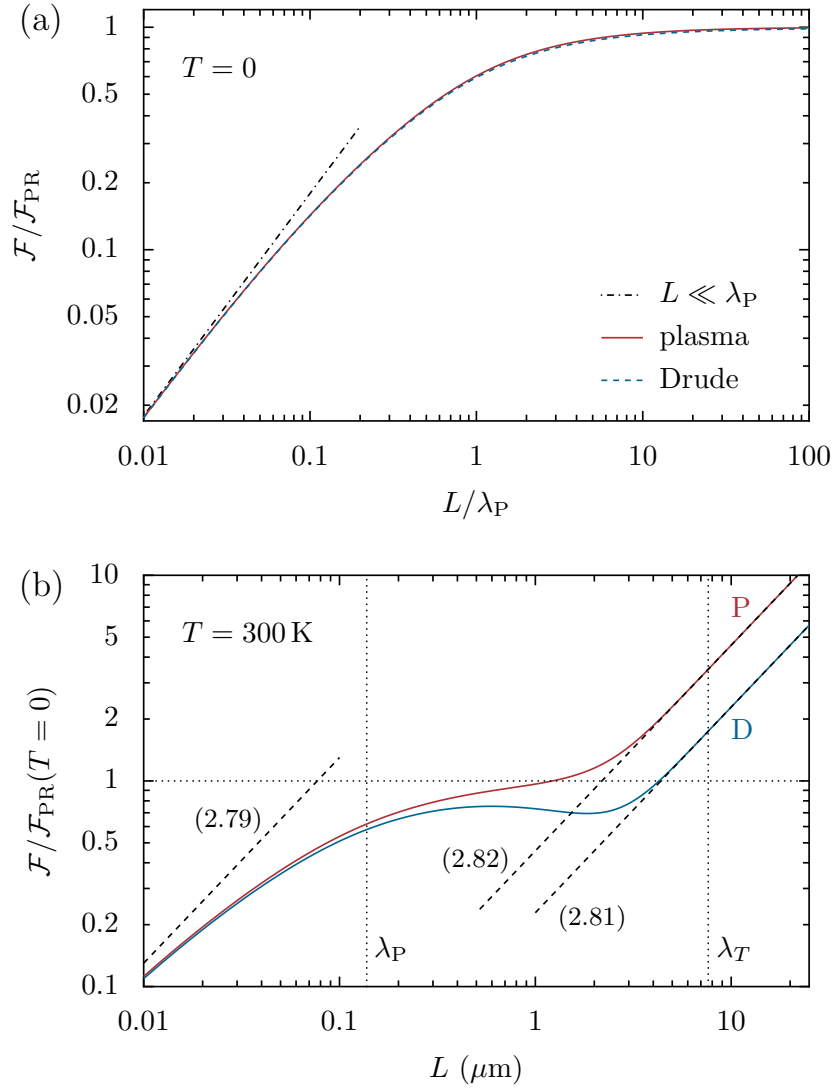 (a)
T = 0
1
0.5
0.2
0.1
0.05
0.02
F/F_PR
L ≪ λ_P
plasma
Drude
0.01 0.1 1 10 100
L/λ_P
(b)
T = 300 K
10
5
2
1
0.5
0.2
0.1
F/F_PR(T = 0)
P
D
(2.79)
(2.82)
(2.81)
λ_P
λ_T
0.01 0.1 1 10
L (μm)